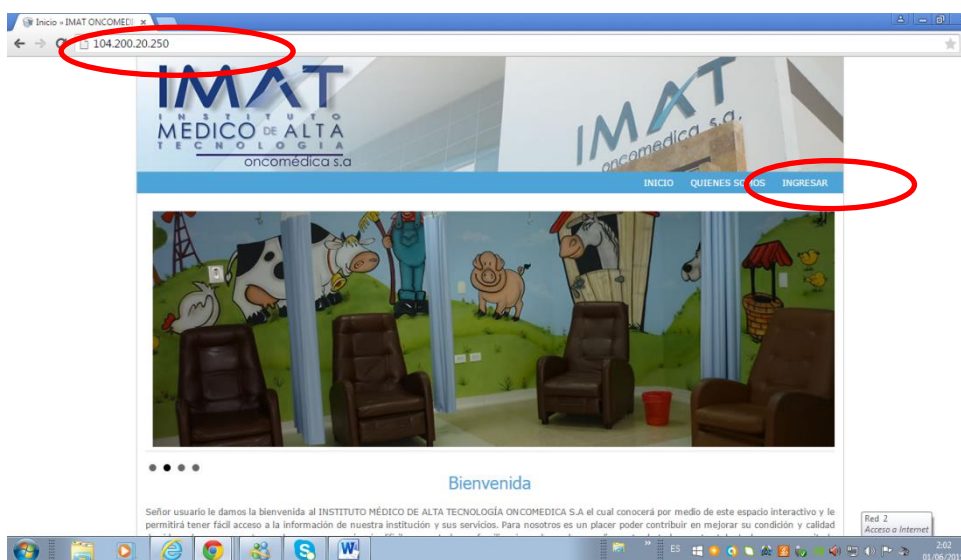 Inicio » IMAT ONCOMEDI
104.200.20.250
IMAT
INSTITUTO
MEDICO DE ALTA
TECNOLOGIA
oncomédica s.a
IMAT
oncomedica s.a.
INICIO QUIENES SOMOS INGRESAR
Bienvenida
Señor usuario le damos la bienvenida al INSTITUTO MÉDICO DE ALTA TECNOLOGÍA ONCOMEDICA S.A el cual conocerá por medio de este espacio interactivo y le
permitirá tener fácil acceso a la información de nuestra institución y sus servicios. Para nosotros es un placer poder contribuir en mejorar su condición y calidad
Red 2
Acceso a Internet
ES
2:02
01/06/201